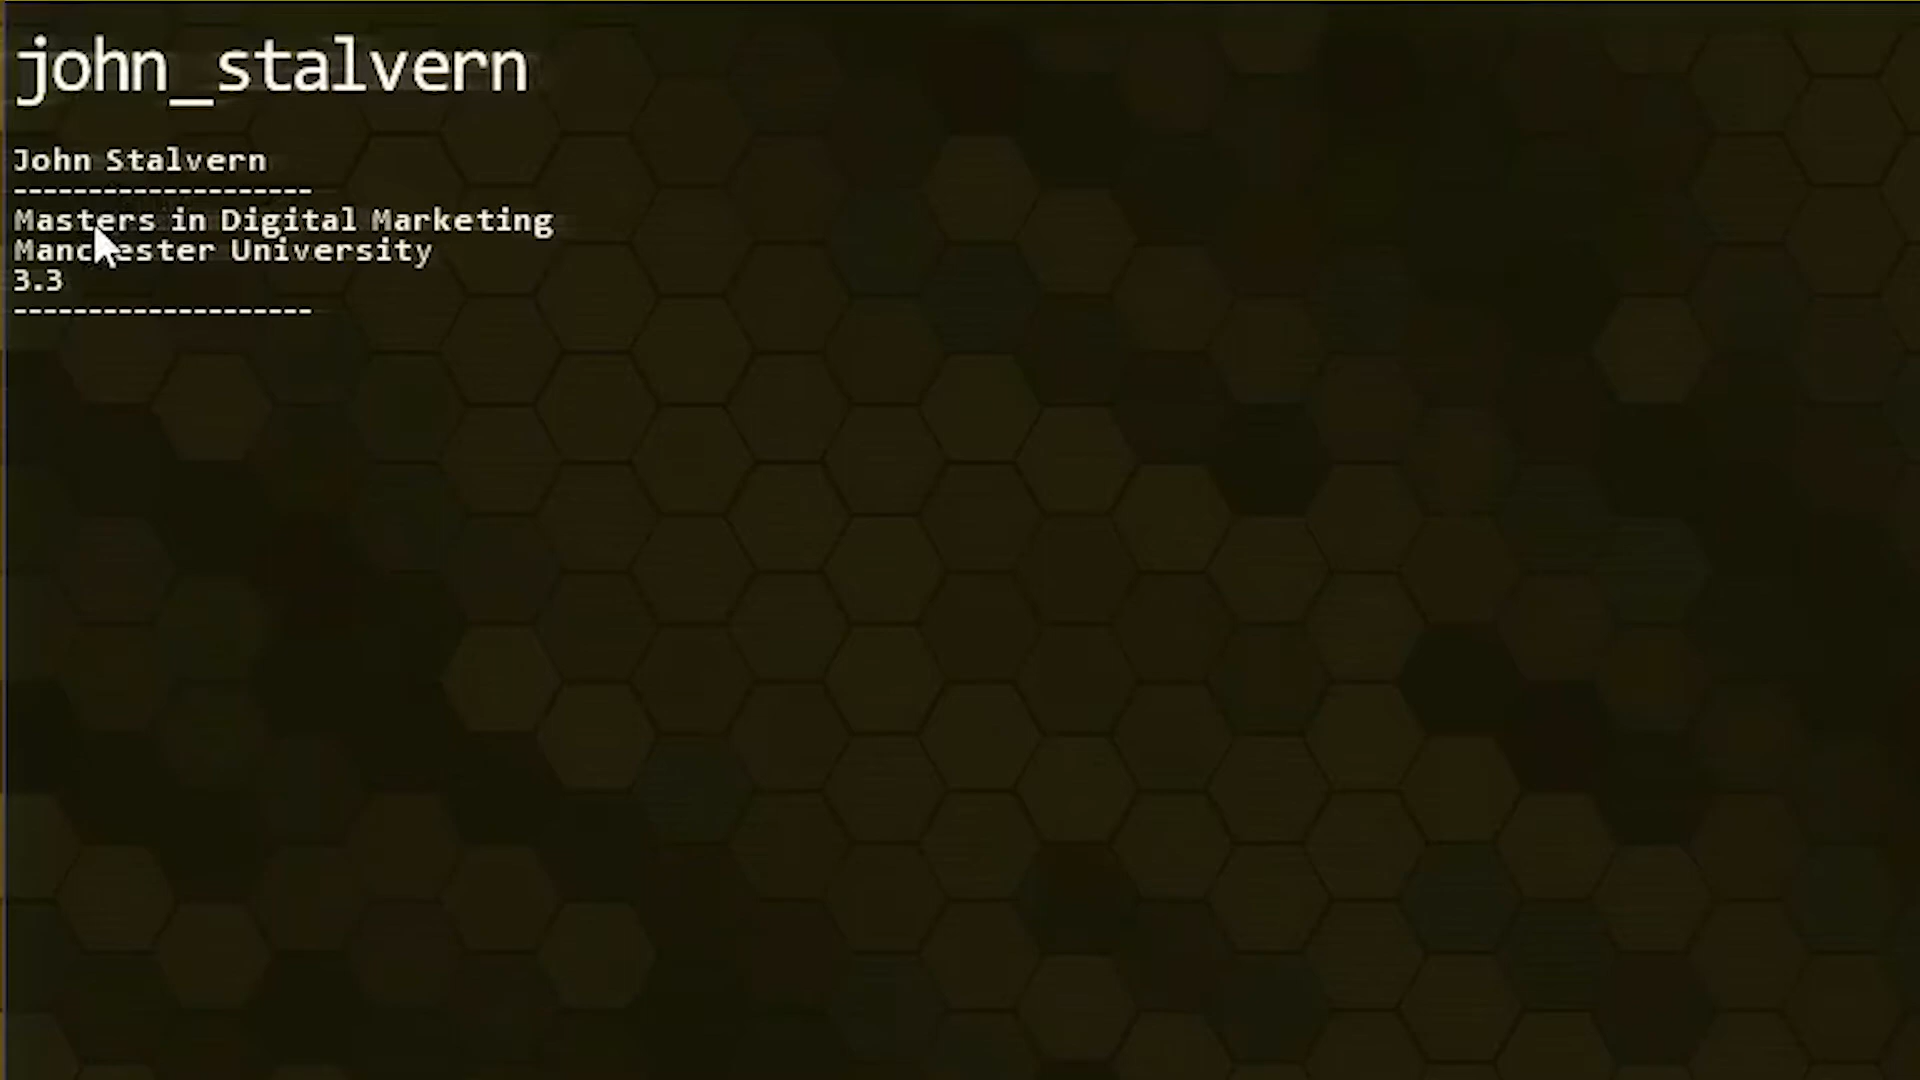 john_stalvern
John Stalvern
--------------------
Masters in Digital Marketing
Manchester University
3.3
--------------------